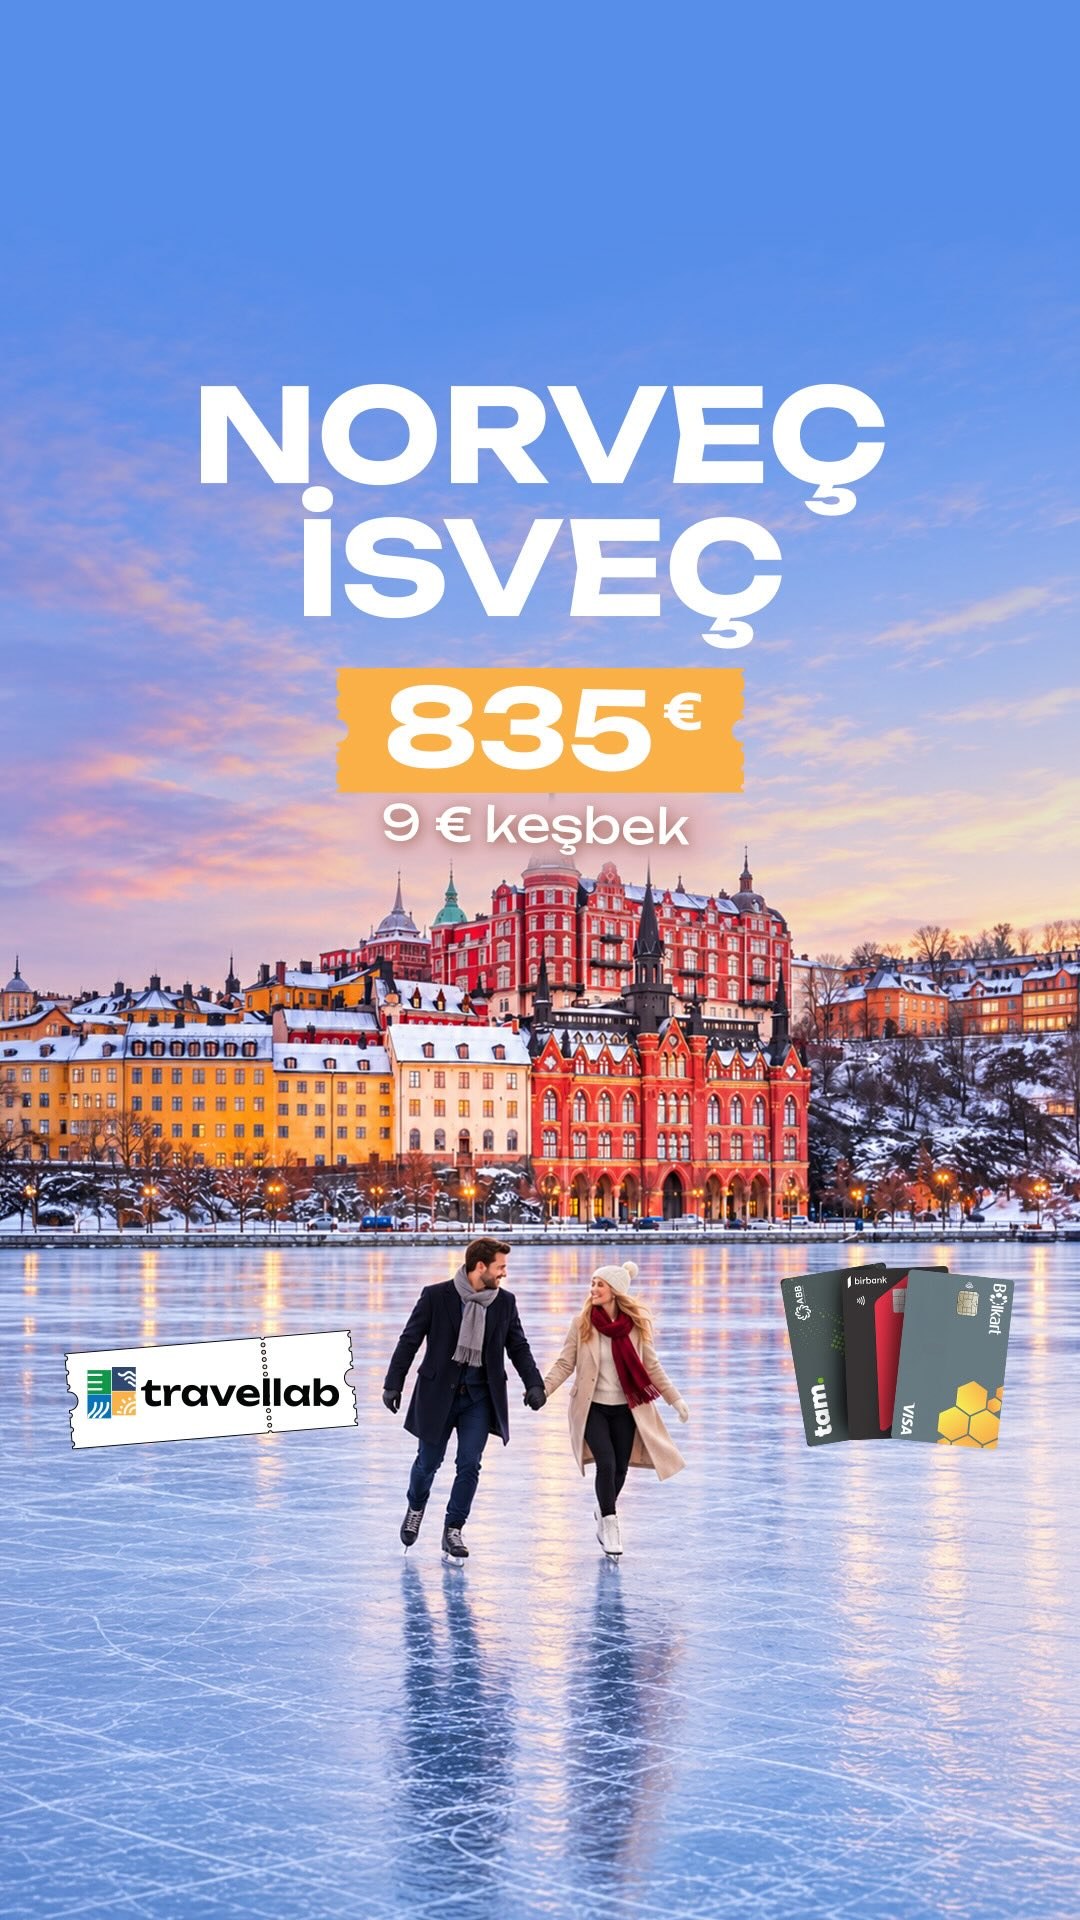 NORVEÇ
İSVEÇ
835€
9 € keşbek
travellab
ABB
tam.
birbank
Bolkart
VISA